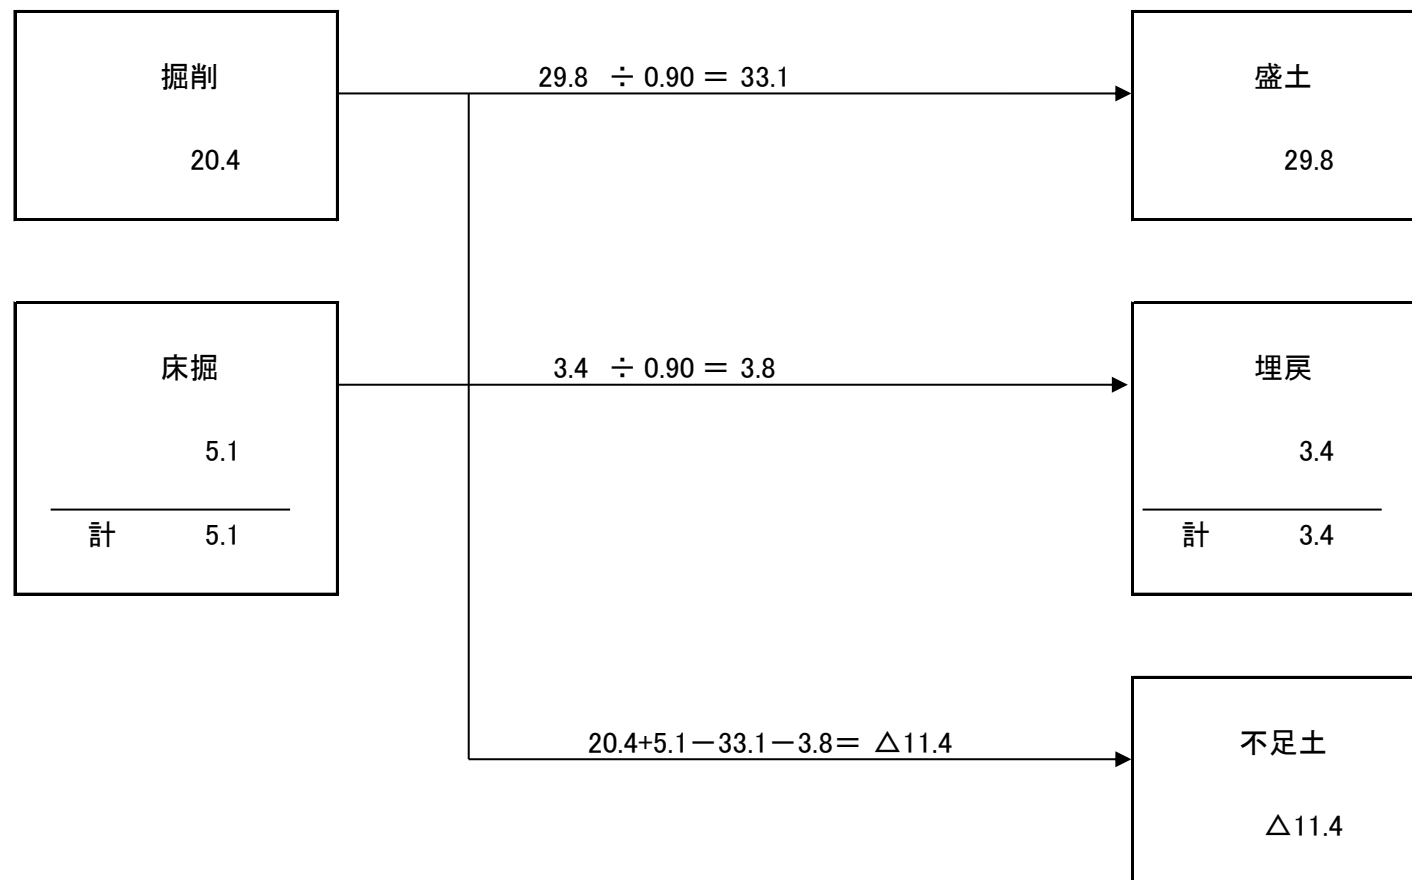 掘削
29.8 ÷ 0.90 = 33.1
盛土
20.4
29.8
床掘
3.4 ÷ 0.90 = 3.8
埋戻
5.1
3.4
計 5.1
計 3.4
20.4+5.1－33.1－3.8＝ △11.4
不足土
△11.4